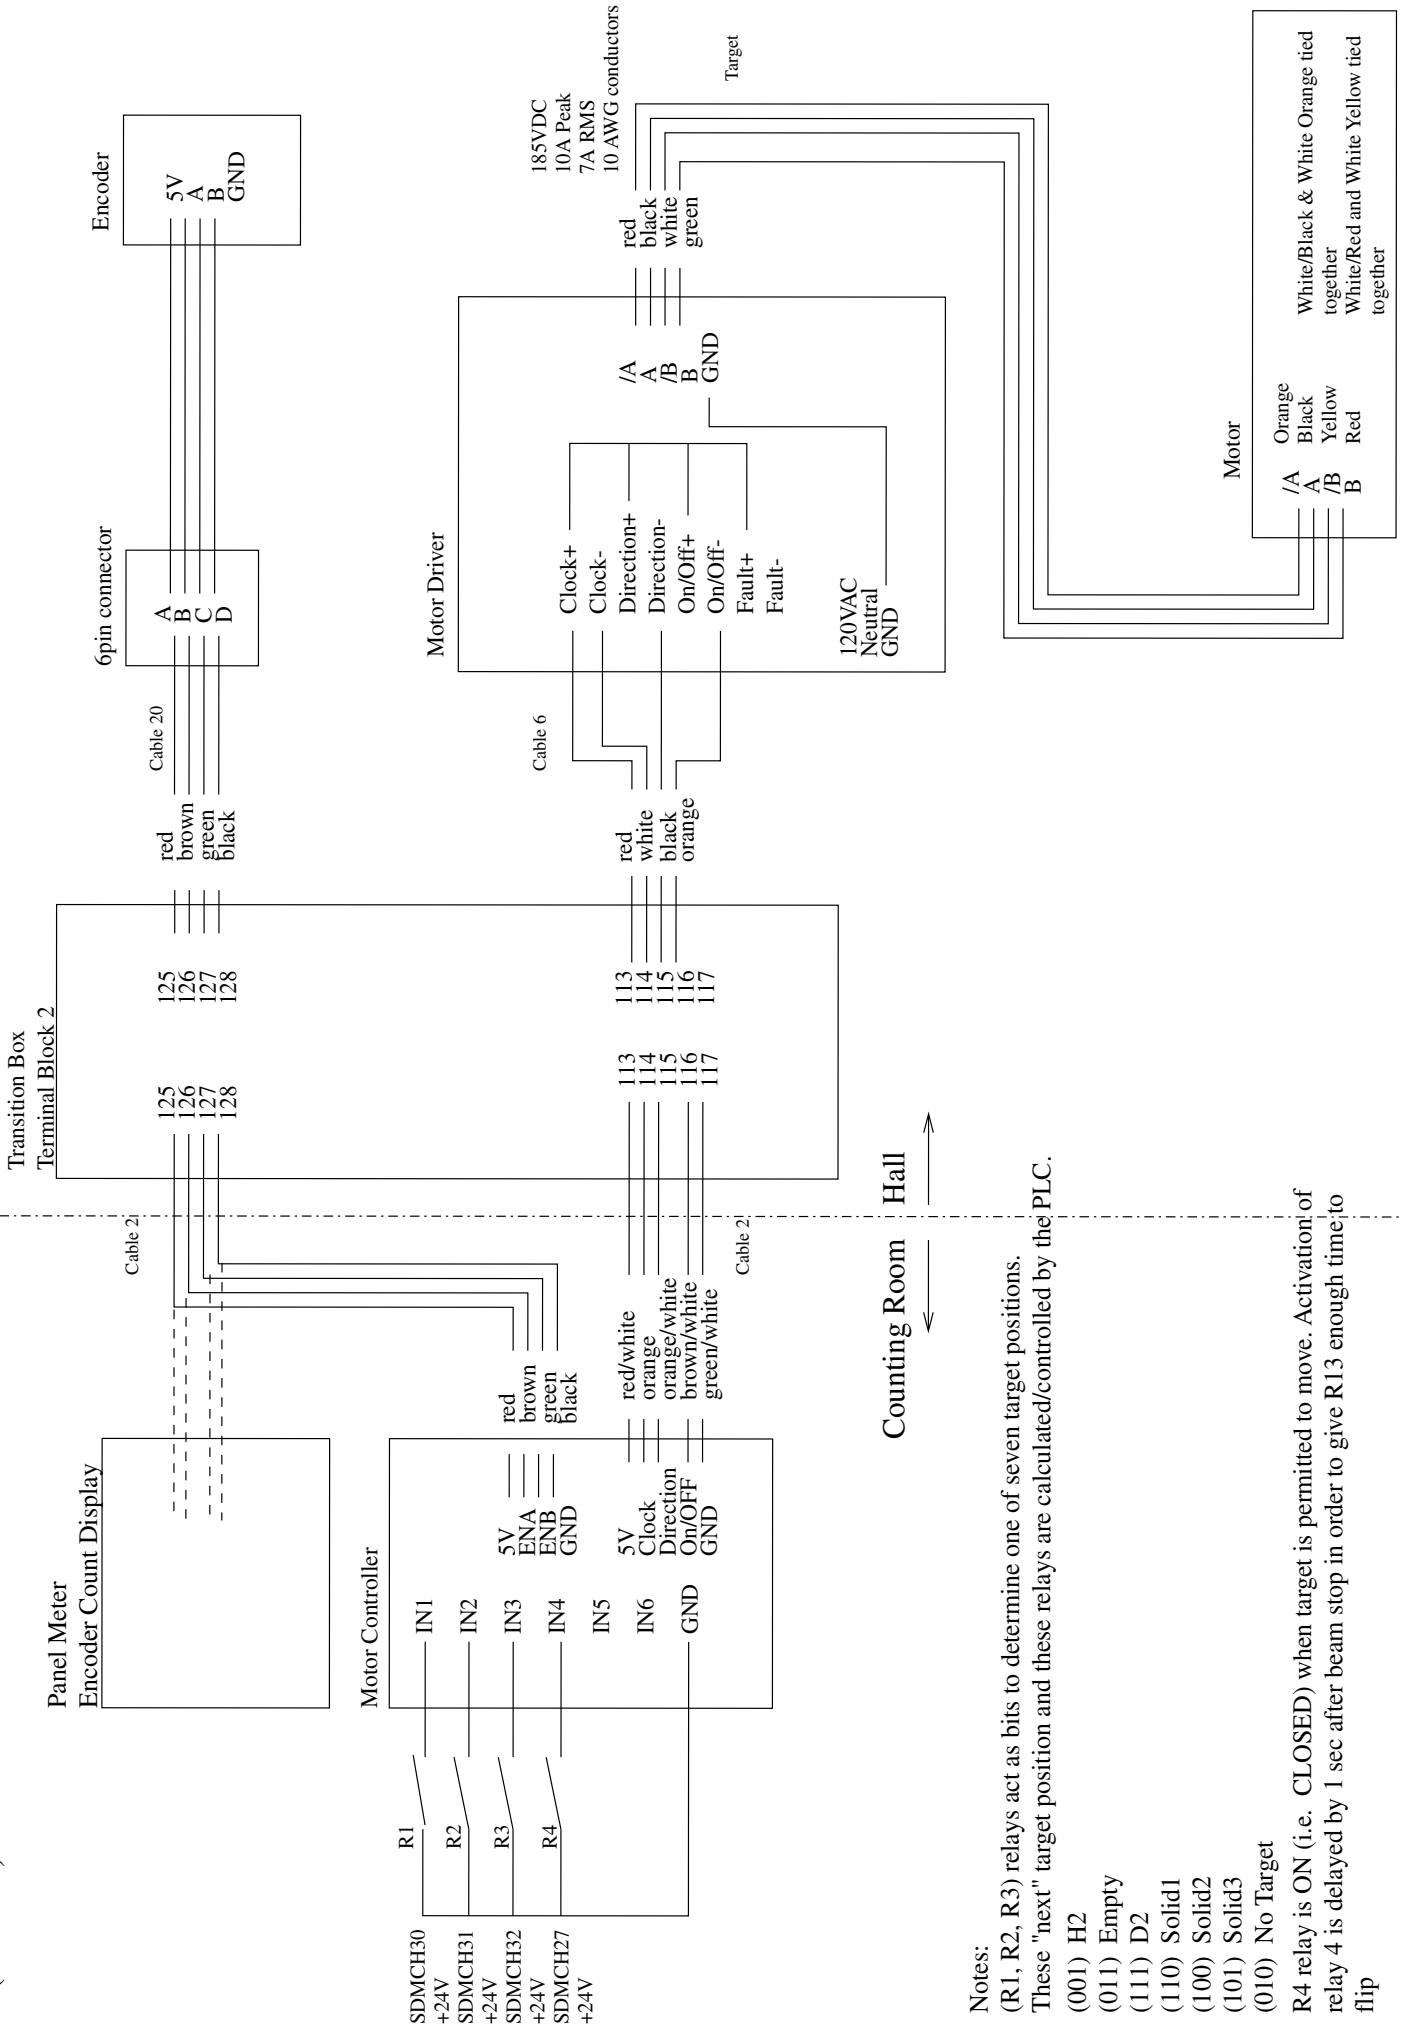 Transition Box
Terminal Block 2
125
126
127
128
125
126
127
128
113
114
115
116
117
113
114
115
116
117
Panel Meter
Encoder Count Display
Cable 2
red
brown
green
black
Cable 20
6pin connector
A
B
C
D
Encoder
5V
A
B
GND
Motor Controller
IN1
IN2
IN3
IN4
IN5
IN6
GND
5V
ENA
ENB
GND
5V
Clock
Direction
On/OFF
GND
red
brown
green
black
red/white
orange
orange/white
brown/white
green/white
Cable 2
R1
R2
R3
R4
SDMCH30
+24V
SDMCH31
+24V
SDMCH32
+24V
SDMCH27
+24V
red
white
black
orange
Cable 6
Motor Driver
Clock+
Clock-
Direction+
Direction-
On/Off+
On/Off-
Fault+
Fault-
120VAC
Neutral
GND
/A
A
/B
B
GND
red
black
white
green
185VDC
10A Peak
7A RMS
10 AWG conductors
Target
Motor
/A
A
/B
B
Orange
Black
Yellow
Red
White/Black & White Orange tied
together
White/Red and White Yellow tied
together
Counting Room
Hall
Notes:
(R1, R2, R3) relays act as bits to determine one of seven target positions.
These "next" target position and these relays are calculated/controlled by the PLC.
(001) H2
(011) Empty
(111) D2
(110) Solid1
(100) Solid2
(101) Solid3
(010) No Target
R4 relay is ON (i.e. CLOSED) when target is permitted to move. Activation of
relay 4 is delayed by 1 sec after beam stop in order to give R13 enough time to
flip